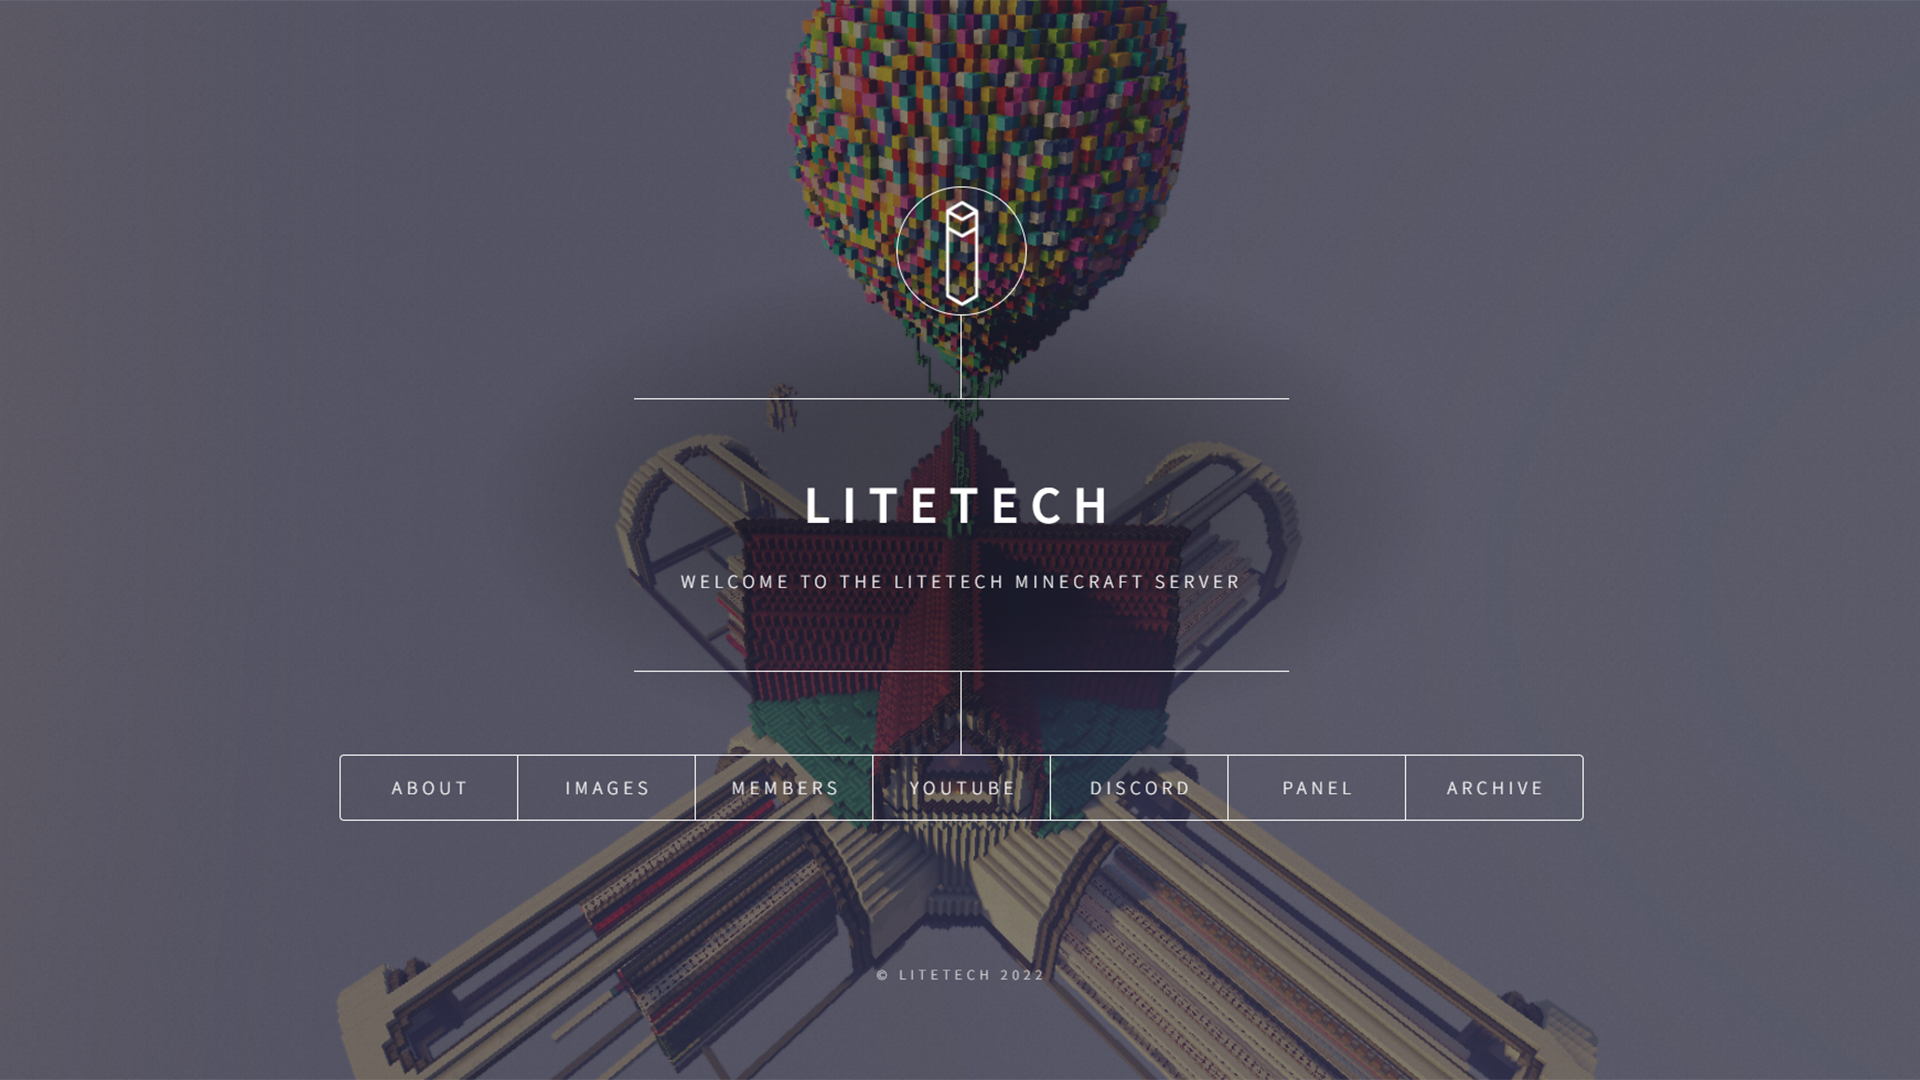 LITETECH
WELCOME TO THE LITETECH MINECRAFT SERVER
ABOUT IMAGES MEMBERS YOUTUBE DISCORD PANEL ARCHIVE
© LITETECH 2022